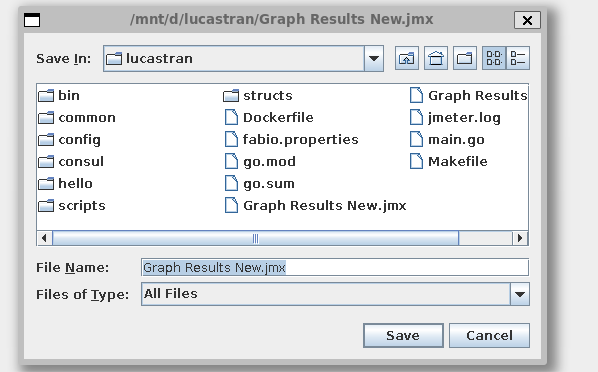 /mnt/d/lucastran/Graph Results New.jmx
Save In: lucastran
bin
common
config
consul
hello
scripts
structs
Dockerfile
fabio.properties
go.mod
go.sum
Graph Results New.jmx
Graph Results
jmeter.log
main.go
Makefile
File Name: Graph Results New.jmx
Files of Type: All Files
Save Cancel